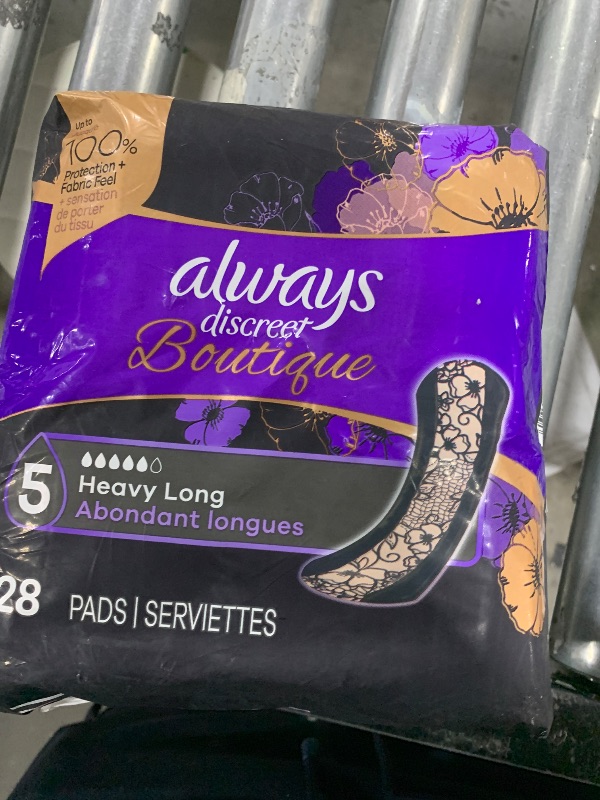 Up to
100%
Protection +
Fabric Feel
+ sensation
de porter
du tissu
always
discreet
Boutique
5
Heavy Long
Abondant longues
28
PADS | SERVIETTES